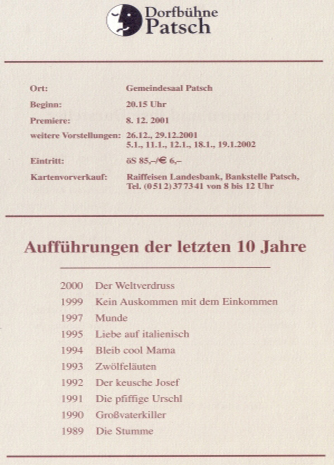 Dorfbühne
Patsch
Ort: Gemeindesaal Patsch
Beginn: 20.15 Uhr
Premiere: 8. 12. 2001
weitere Vorstellungen: 26.12., 29.12.2001
5.1., 11.1., 12.1., 18.1., 19.1.2002
Eintritt: öS 85,–/€ 6,–
Kartenvorverkauf: Raiffeisen Landesbank, Bankstelle Patsch,
Tel. (0 51 2) 37 73 41 von 8 bis 12 Uhr
Aufführungen der letzten 10 Jahre
2000 Der Weltverdruss
1999 Kein Auskommen mit dem Einkommen
1997 Munde
1995 Liebe auf italienisch
1994 Bleib cool Mama
1993 Zwölfeläuten
1992 Der keusche Josef
1991 Die pfiffige Urschl
1990 Großvaterkiller
1989 Die Stumme